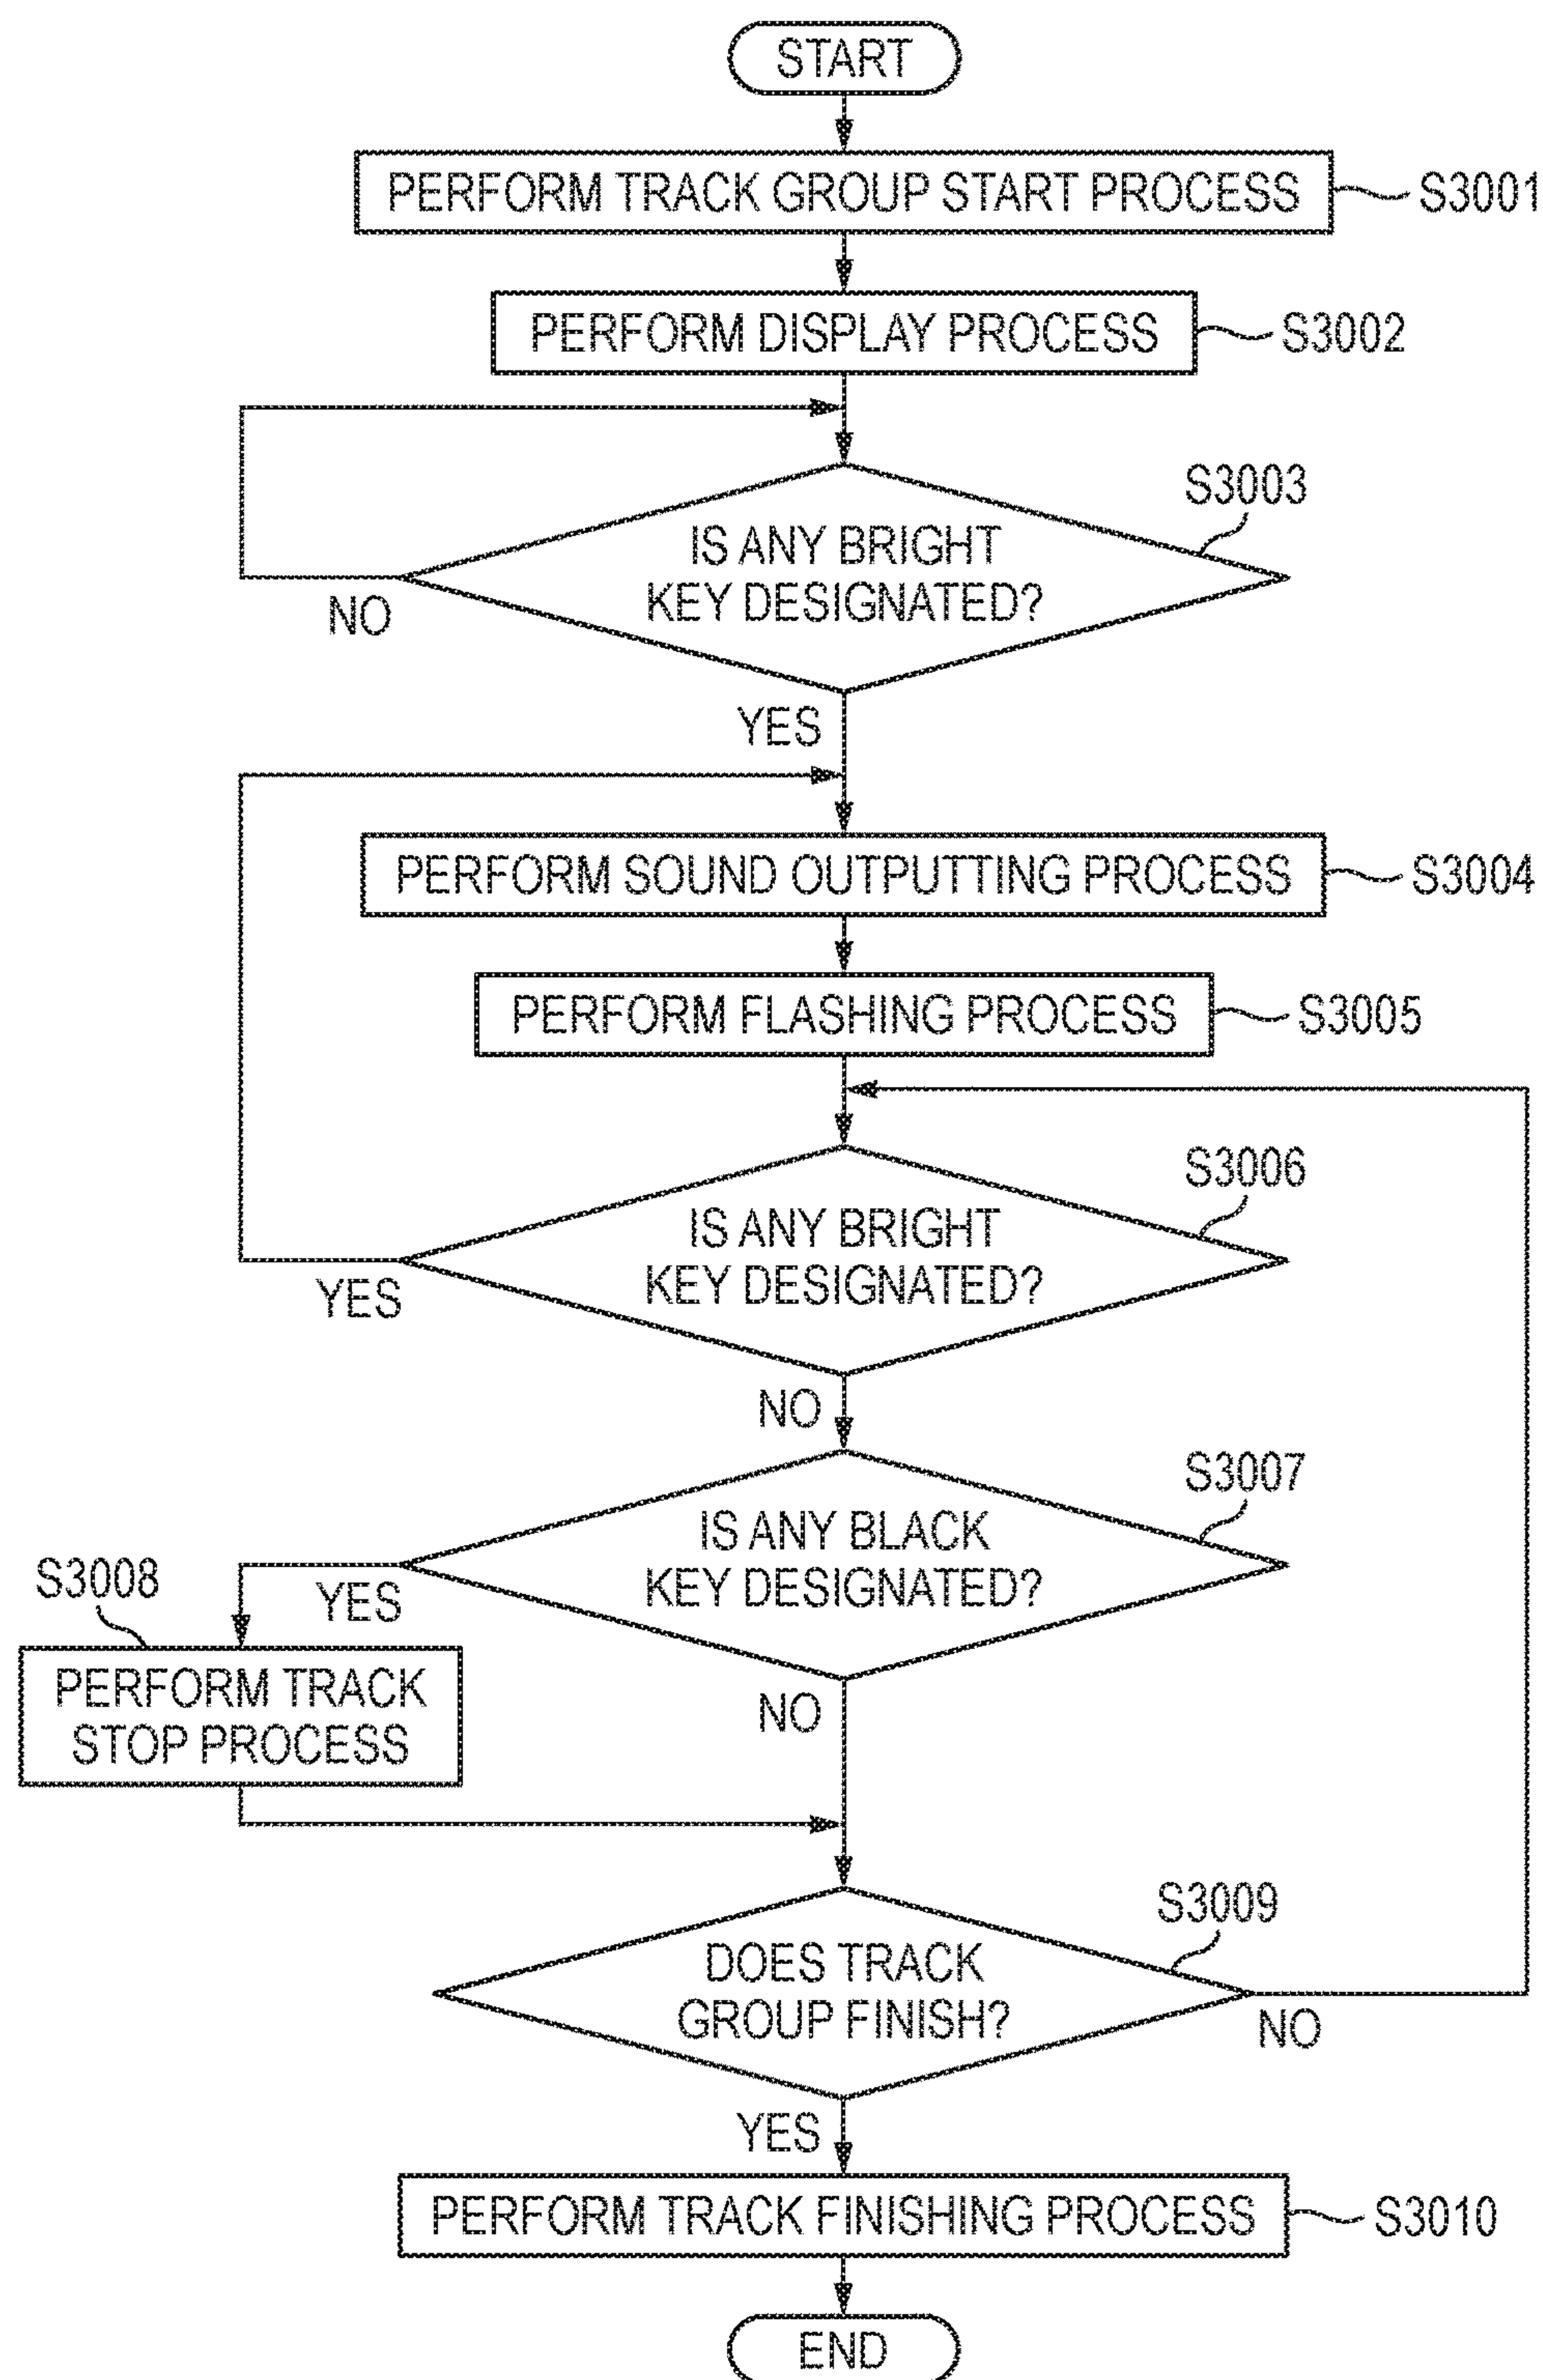 START
PERFORM TRACK GROUP START PROCESS
S3001
PERFORM DISPLAY PROCESS
S3002
S3003
IS ANY BRIGHT
KEY DESIGNATED?
NO
YES
PERFORM SOUND OUTPUTTING PROCESS
S3004
PERFORM FLASHING PROCESS
S3005
S3006
IS ANY BRIGHT
KEY DESIGNATED?
YES
NO
S3007
IS ANY BLACK
KEY DESIGNATED?
YES
S3008
PERFORM TRACK
STOP PROCESS
NO
S3009
DOES TRACK
GROUP FINISH?
NO
YES
PERFORM TRACK FINISHING PROCESS
S3010
END